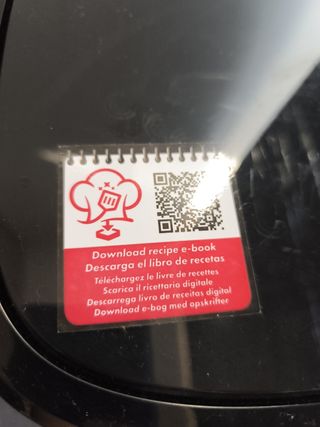 Download recipe e-book
Descarga el libro de recetas
Téléchargez le livre de recettes
Scarica il ricettario digitale
Descarrega livro de receitas digital
Download e-bog med opskrifter